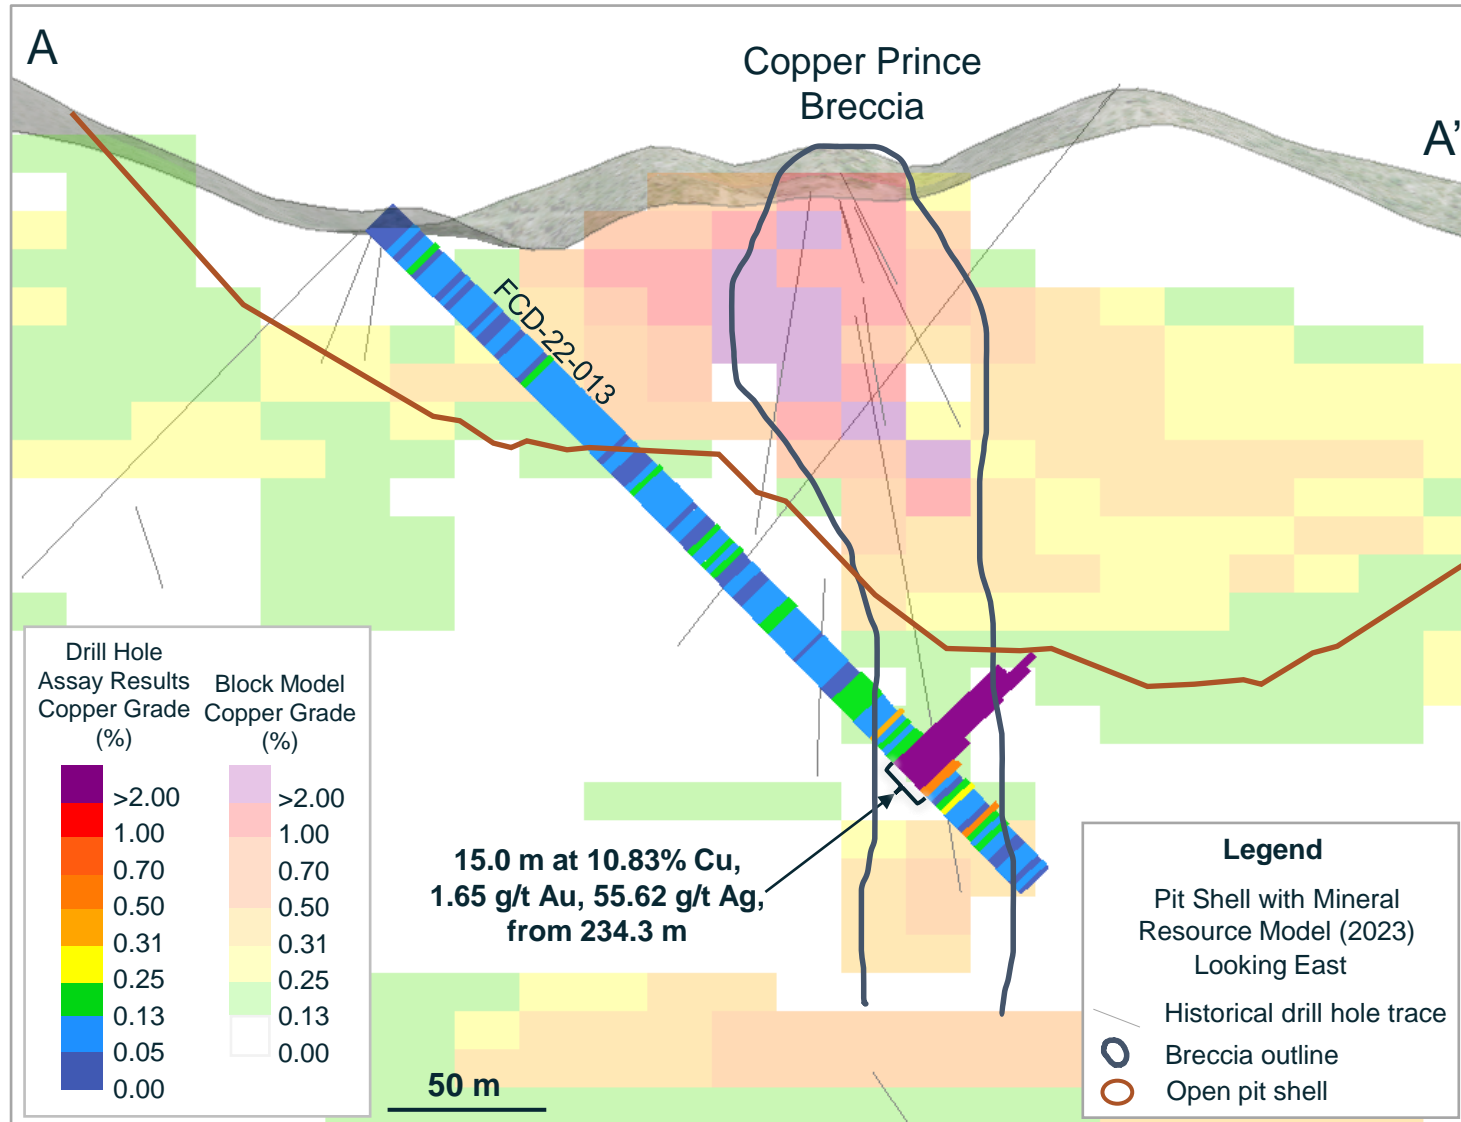 A
Copper Prince
Breccia
A'
FCD-22-013
Drill Hole
Assay Results
Copper Grade
(%)
>2.00
1.00
0.70
0.50
0.31
0.25
0.13
0.05
0.00
Block Model
Copper Grade
(%)
>2.00
1.00
0.70
0.50
0.31
0.25
0.13
0.00
15.0 m at 10.83% Cu,
1.65 g/t Au, 55.62 g/t Ag,
from 234.3 m
50 m
Legend
Pit Shell with Mineral
Resource Model (2023)
Looking East
Historical drill hole trace
Breccia outline
Open pit shell